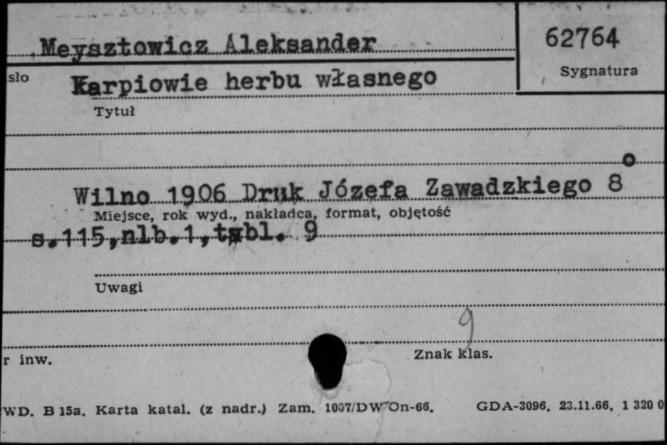 Meysztowicz Aleksander
62764
sło
Karpiowie herbu własnego
Sygnatura
Tytuł
Wilno 1906 Druk Józefa Zawadzkiego 8°
Miejsce, rok wyd., nakładca, format, objętość
s.115,nlb.1,tabl. 9
Uwagi
9
r inw.
Znak klas.
WD. B 15a. Karta katal. (z nadr.) Zam. 1007/DW On-66. GDA-3096. 23.11.66. 1 320 0